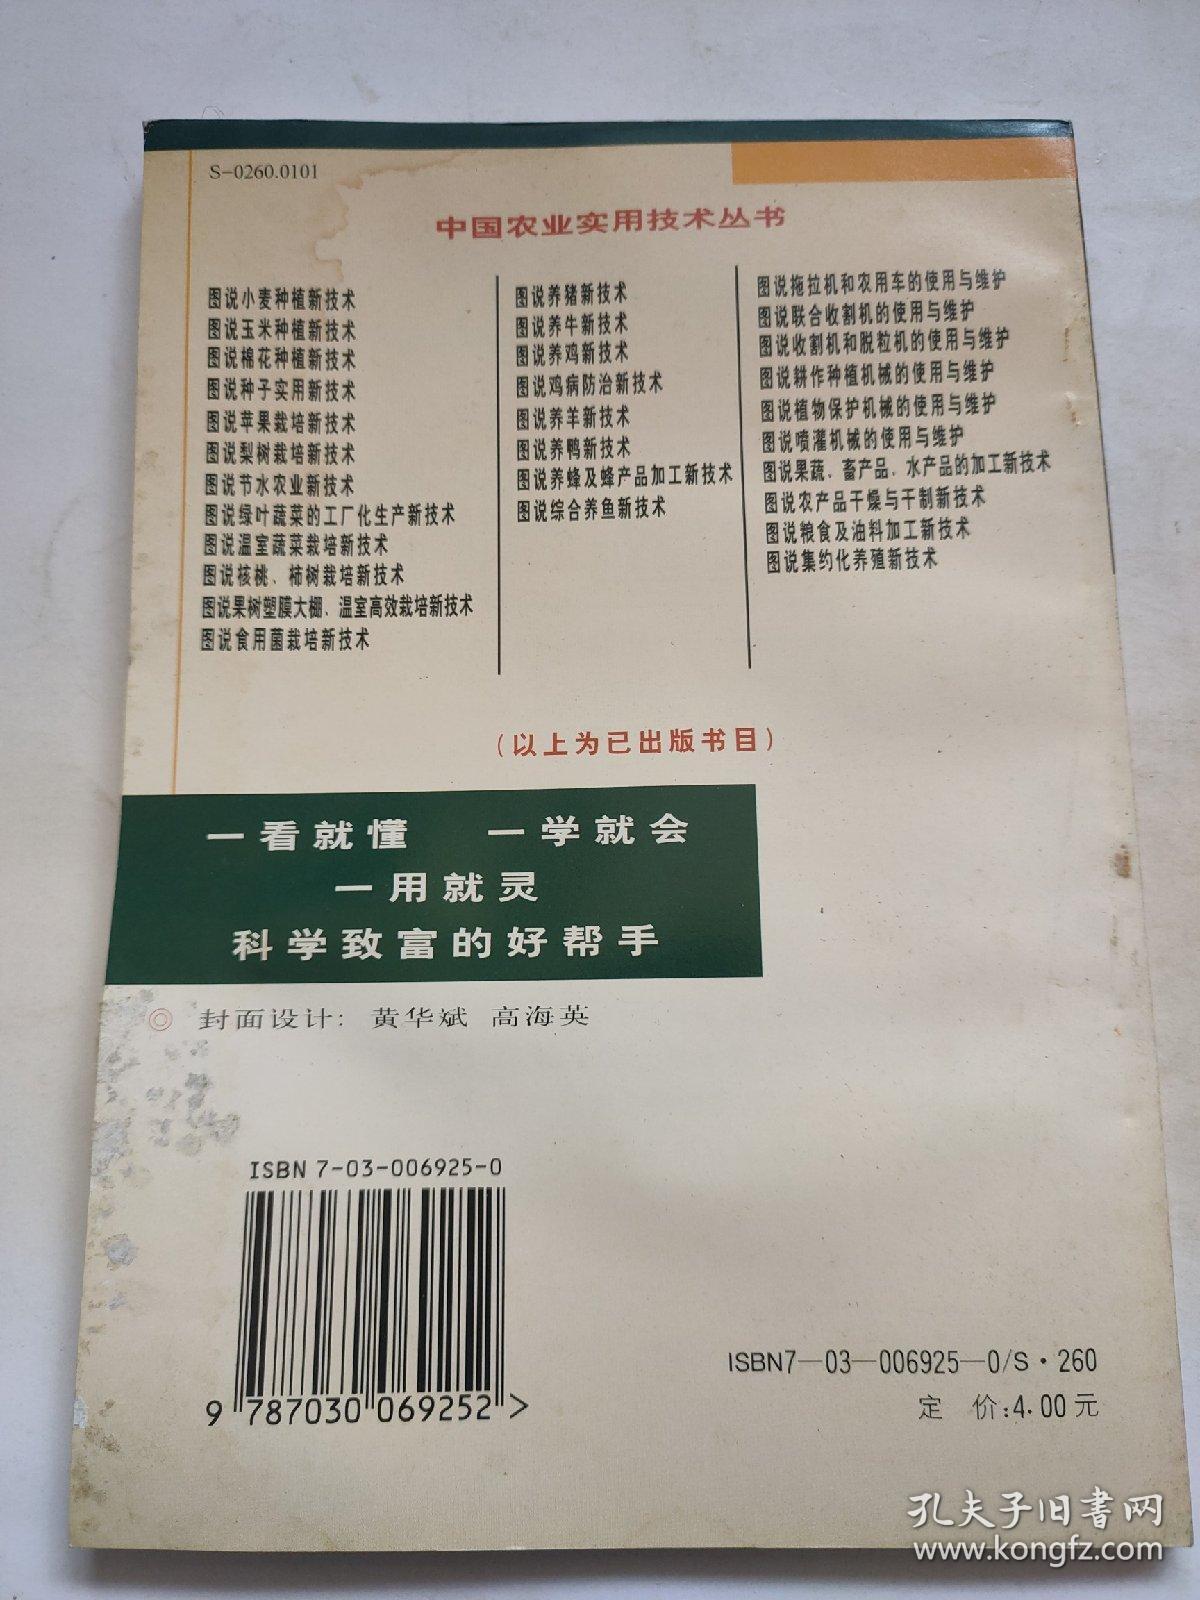 S-0260.0101
中国农业实用技术丛书
图说小麦种植新技术
图说玉米种植新技术
图说棉花种植新技术
图说种子实用新技术
图说苹果栽培新技术
图说梨树栽培新技术
图说节水农业新技术
图说绿叶蔬菜的工厂化生产新技术
图说温室蔬菜栽培新技术
图说核桃、柿树栽培新技术
图说果树塑膜大棚、温室高效栽培新技术
图说食用菌栽培新技术
图说养猪新技术
图说养牛新技术
图说养鸡新技术
图说鸡病防治新技术
图说养羊新技术
图说养鸭新技术
图说养蜂及蜂产品加工新技术
图说综合养鱼新技术
图说拖拉机和农用车的使用与维护
图说联合收割机的使用与维护
图说收割机和脱粒机的使用与维护
图说耕作种植机械的使用与维护
图说植物保护机械的使用与维护
图说喷灌机械的使用与维护
图说果蔬、畜产品、水产品的加工新技术
图说农产品干燥与干制新技术
图说粮食及油料加工新技术
图说集约化养殖新技术
(以上为已出版书目)
一看就懂 一学就会
一用就灵
科学致富的好帮手
封面设计: 黄华斌 高海英
ISBN 7-03-006925-0
9 787030 069252 >
ISBN7—03—006925—0/S·260
定 价:4.00元
孔夫子旧书网
www.kongfz.com